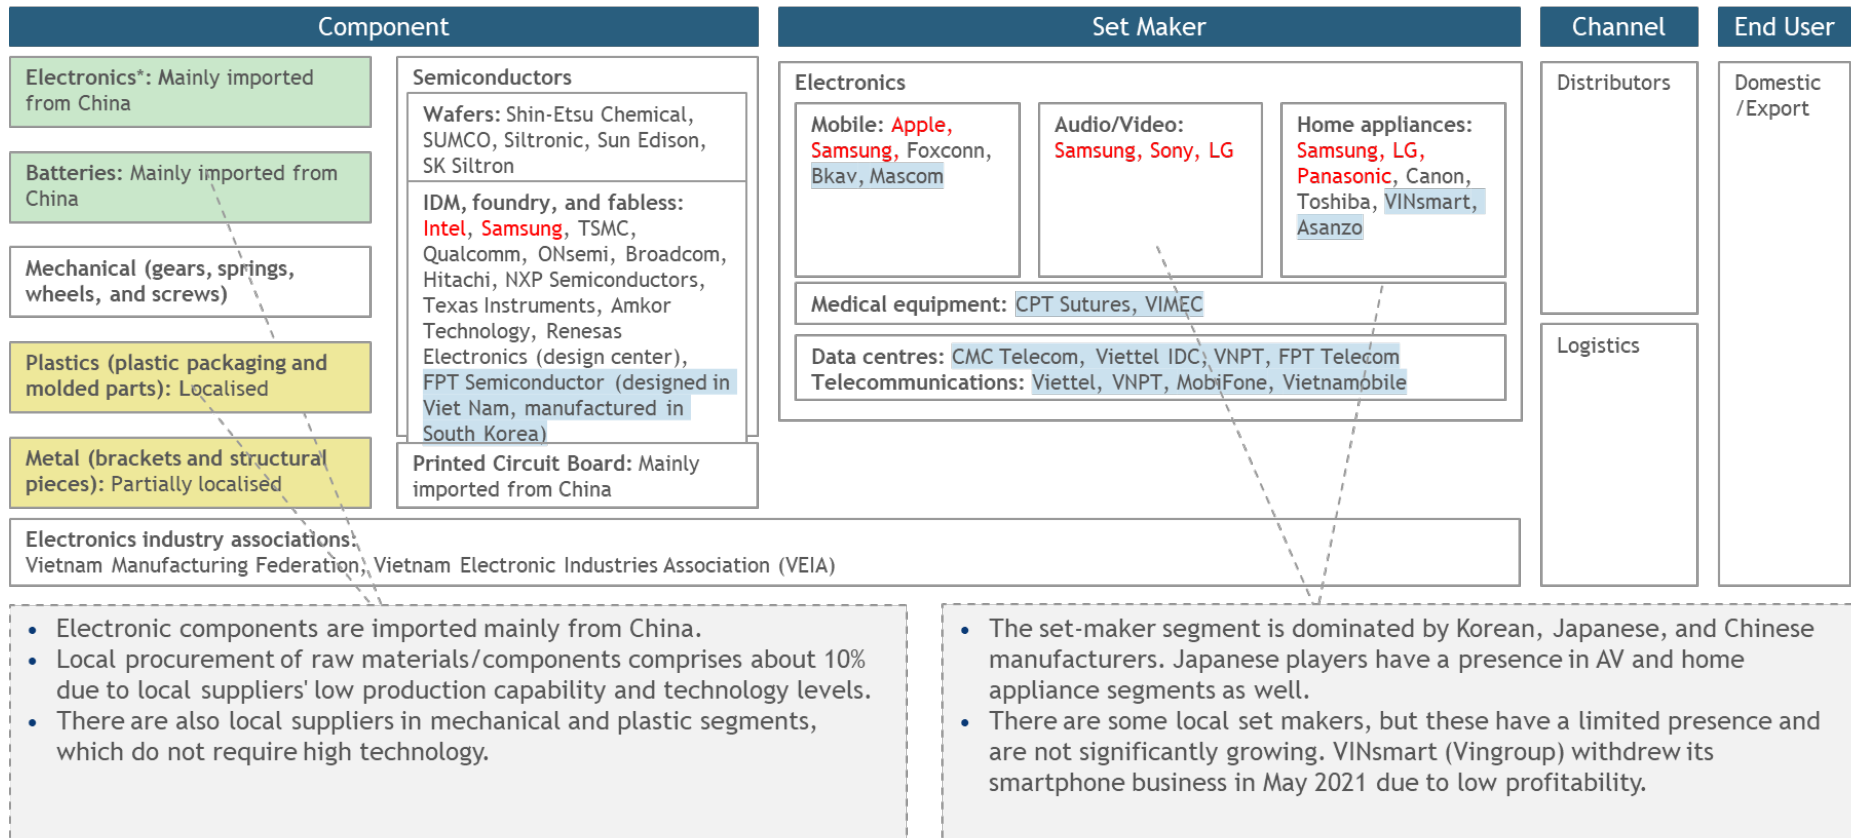 Component
Set Maker
Channel
End User
Electronics*: Mainly imported
from China
Batteries: Mainly imported from
China
Mechanical (gears, springs,
wheels, and screws)
Plastics (plastic packaging and
molded parts): Localised
Metal (brackets and structural
pieces): Partially localised
Semiconductors
Wafers: Shin-Etsu Chemical,
SUMCO, Siltronic, Sun Edison,
SK Siltron
IDM, foundry, and fabless:
Intel, Samsung, TSMC,
Qualcomm, ONsemi, Broadcom,
Hitachi, NXP Semiconductors,
Texas Instruments, Amkor
Technology, Renesas
Electronics (design center),
FPT Semiconductor (designed in
Viet Nam, manufactured in
South Korea)
Printed Circuit Board: Mainly
imported from China
Electronics
Mobile: Apple,
Samsung, Foxconn,
Bkav, Mascom
Audio/Video:
Samsung, Sony, LG
Home appliances:
Samsung, LG,
Panasonic, Canon,
Toshiba, VINsmart,
Asanzo
Medical equipment: CPT Sutures, VIMEC
Data centres: CMC Telecom, Viettel IDC, VNPT, FPT Telecom
Telecommunications: Viettel, VNPT, MobiFone, Vietnamobile
Distributors
Logistics
Domestic
/Export
Electronics industry associations:
Vietnam Manufacturing Federation, Vietnam Electronic Industries Association (VEIA)
• Electronic components are imported mainly from China.
• Local procurement of raw materials/components comprises about 10%
due to local suppliers' low production capability and technology levels.
• There are also local suppliers in mechanical and plastic segments,
which do not require high technology.
• The set-maker segment is dominated by Korean, Japanese, and Chinese
manufacturers. Japanese players have a presence in AV and home
appliance segments as well.
• There are some local set makers, but these have a limited presence and
are not significantly growing. VINsmart (Vingroup) withdrew its
smartphone business in May 2021 due to low profitability.